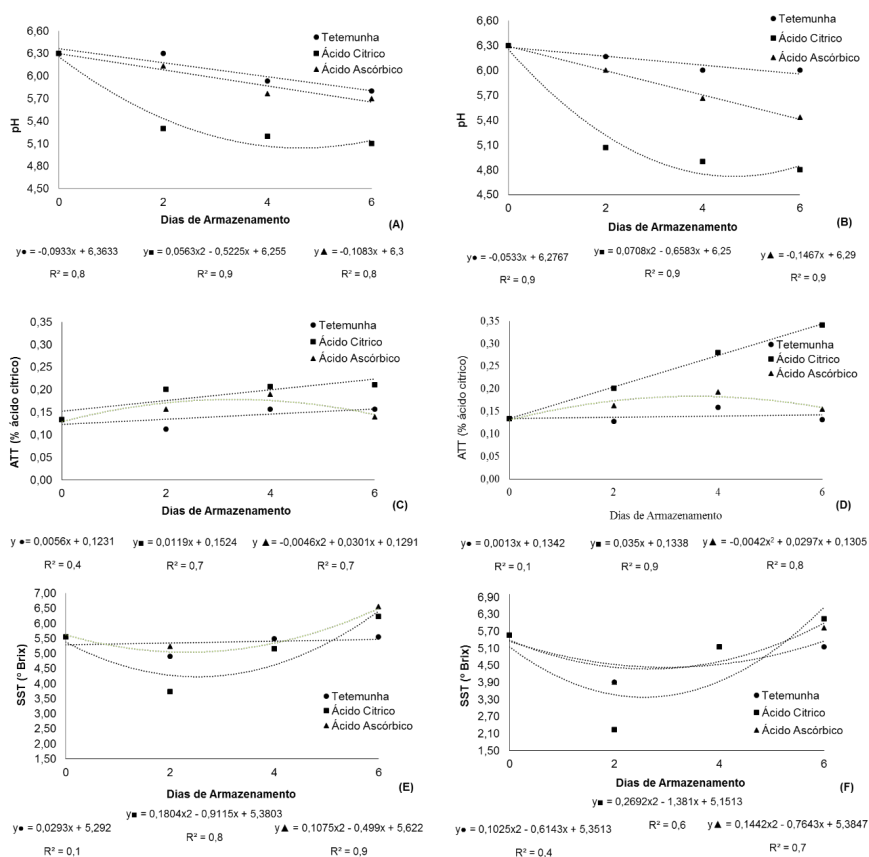 6,60
6,30
6,00
5,70
5,40
5,10
4,80
4,50
pH
Tetemunha
Ácido Citrico
Ácido Ascórbico
0 2 4 6
Dias de Armazenamento
(A)
y● = -0,0933x + 6,3633 y■ = 0,0563x2 - 0,5225x + 6,255 y▲ = -0,1083x + 6,3
R² = 0,8 R² = 0,9 R² = 0,8
6,60
6,30
6,00
5,70
5,40
5,10
4,80
4,50
pH
Tetemunha
Ácido Citrico
Ácido Ascórbico
0 2 4 6
Dias de Armazenamento
(B)
y● = -0,0533x + 6,2767 y■ = 0,0708x2 - 0,6583x + 6,25 y▲ = -0,1467x + 6,29
R² = 0,9 R² = 0,9 R² = 0,9
0,35
0,30
0,25
0,20
0,15
0,10
0,05
0,00
ATT (% ácido citrico)
Tetemunha
Ácido Citrico
Ácido Ascórbico
0 2 4 6
Dias de Armazenamento
(C)
y● = 0,0056x + 0,1231 y■ = 0,0119x + 0,1524 y▲ = -0,0046x2 + 0,0301x + 0,1291
R² = 0,4 R² = 0,7 R² = 0,7
0,35
0,30
0,25
0,20
0,15
0,10
0,05
0,00
ATT (% ácido citrico)
Tetemunha
Ácido Citrico
Ácido Ascórbico
0 2 4 6
Dias de Armazenamento
(D)
y● = 0,0013x + 0,1342 y■ = 0,035x + 0,1338 y▲ = -0,0042x² + 0,0297x + 0,1305
R² = 0,1 R² = 0,9 R² = 0,8
7,00
6,50
6,00
5,50
5,00
4,50
4,00
3,50
3,00
2,50
2,00
1,50
SST (º Brix)
Tetemunha
Ácido Citrico
Ácido Ascórbico
0 2 4 6
Dias de Armazenamento
(E)
y■ = 0,1804x2 - 0,9115x + 5,3803
y● = 0,0293x + 5,292 R² = 0,8 y▲ = 0,1075x2 - 0,499x + 5,622
R² = 0,1 R² = 0,9
6,90
6,30
5,70
5,10
4,50
3,90
3,30
2,70
2,10
1,50
SST (º Brix)
Tetemunha
Ácido Citrico
Ácido Ascórbico
0 2 4 6
Dias de Armazenamento
(F)
y■ = 0,2692x2 - 1,381x + 5,1513
y● = 0,1025x2 - 0,6143x + 5,3513 R² = 0,6 y▲ = 0,1442x2 - 0,7643x + 5,3847
R² = 0,4 R² = 0,7